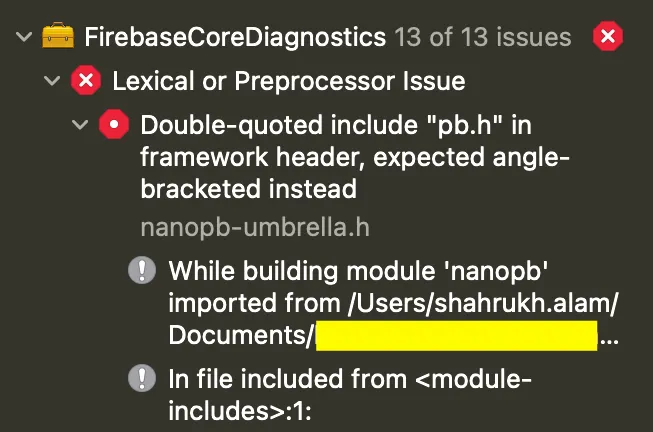 FirebaseCoreDiagnostics 13 of 13 issues
Lexical or Preprocessor Issue
Double-quoted include "pb.h" in
framework header, expected angle-
bracketed instead
nanopb-umbrella.h
While building module 'nanopb'
imported from /Users/shahrukh.alam/
Documents/...
In file included from <module-
includes>:1: